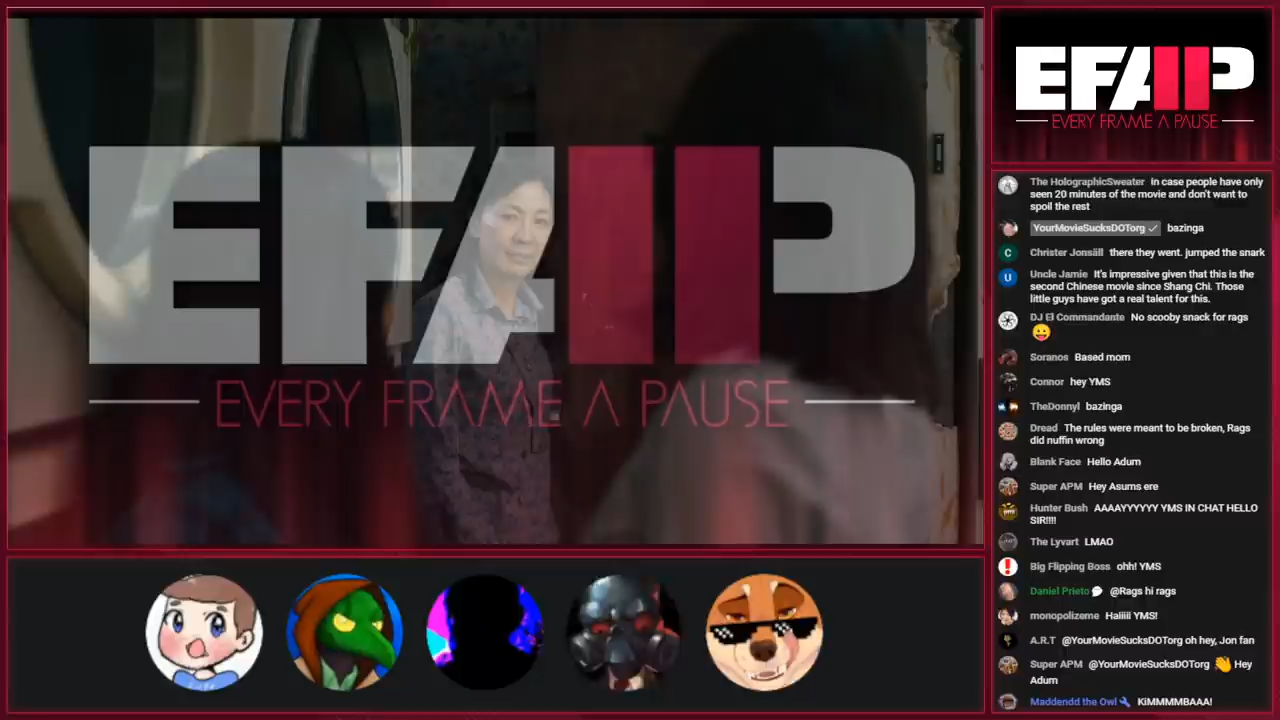 EFAP
EVERY FRAME A PAUSE
EFAP
EVERY FRAME A PAUSE
The HolographicSweater in case people have only
seen 20 minutes of the movie and don't want to
spoil the rest
YourMovieSucksDOTorg bazinga
C Christer Jonsäll there they went. jumped the snark
U Uncle Jamie It's impressive given that this is the
second Chinese movie since Shang Chi. Those
little guys have got a real talent for this.
DJ El Commandante No scooby snack for rags
😛
Soranos Based mom
Connor hey YMS
TheDonnyl bazinga
Dread The rules were meant to be broken, Rags
did nuffin wrong
Blank Face Hello Adum
Super APM Hey Asums ere
Hunter Bush AAAAYYYYYY YMS IN CHAT HELLO
SIR!!!!
The Lyvart LMAO
Big Flipping Boss ohh! YMS
Daniel Prieto @Rags hi rags
monopolizeme Haiiii YMS!
A.R.T @YourMovieSucksDOTorg oh hey, Jon fan
Super APM @YourMovieSucksDOTorg 👋 Hey
Adum
Maddendd the Owl KiMMMMBAAA!